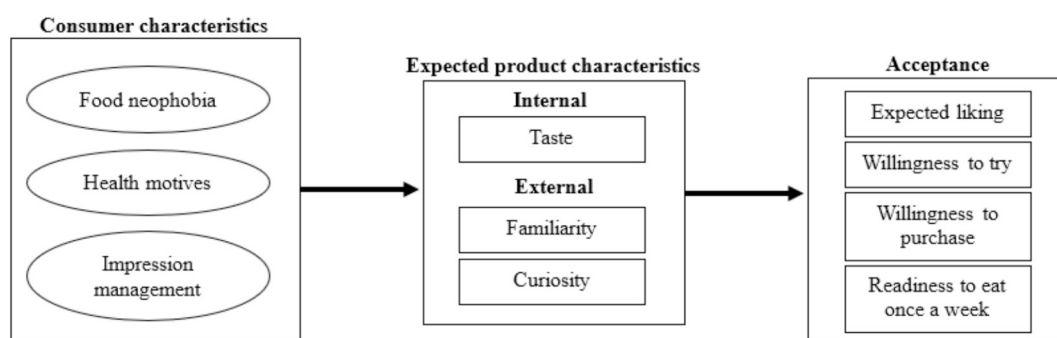 Consumer characteristics
Food neophobia
Health motives
Impression
management
Expected product characteristics
Internal
Taste
External
Familiarity
Curiosity
Acceptance
Expected liking
Willingness to try
Willingness to
purchase
Readiness to eat
once a week